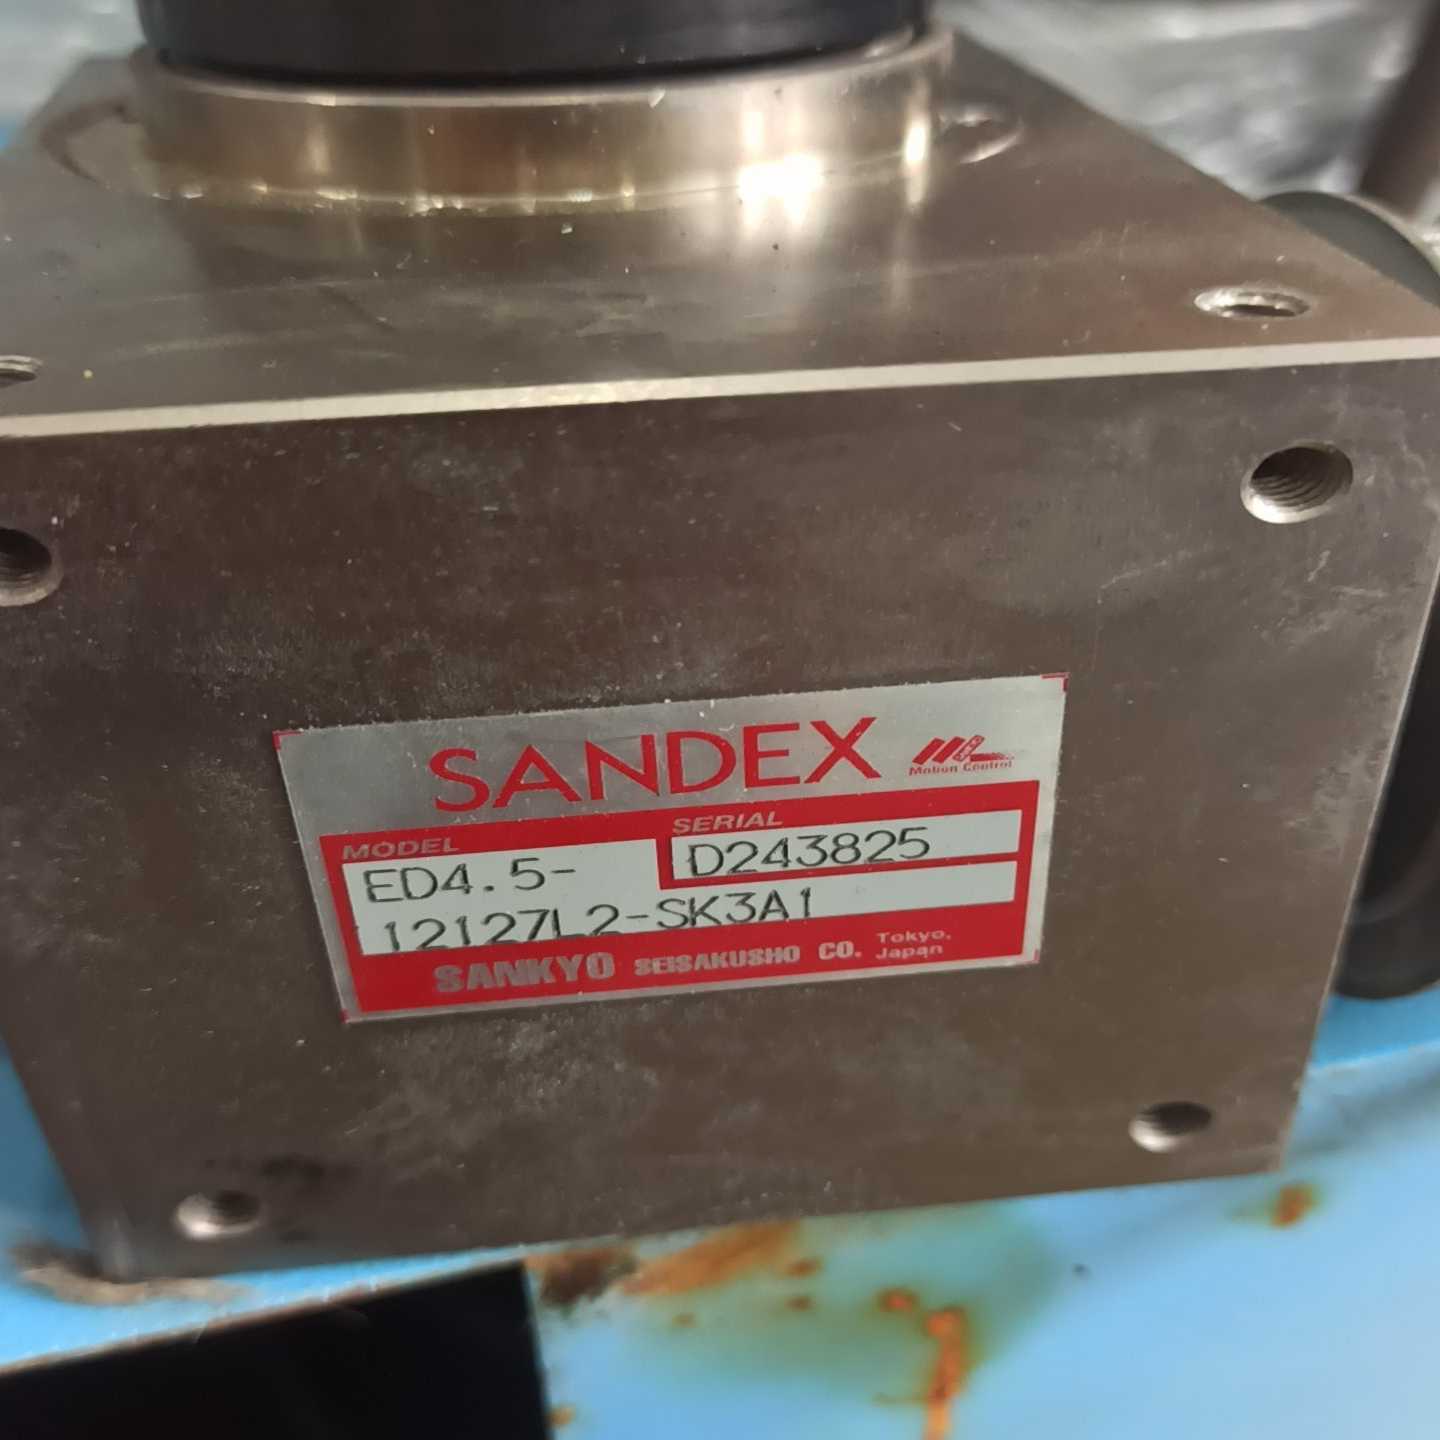 SANDEX
Motion Control
MODEL
SERIAL
ED4.5-
D243825
12127L2-SK3A1
SANKYO SEISAKUSHO CO. Tokyo, Japan